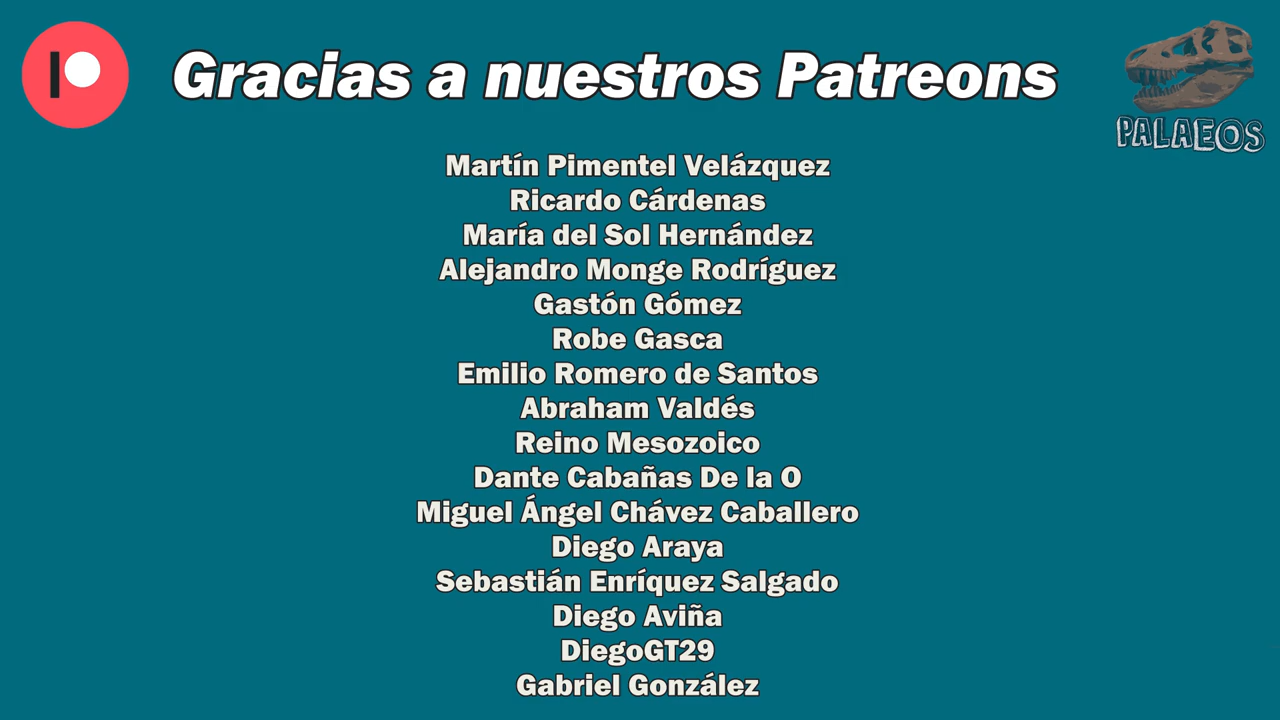 Gracias a nuestros Patreons
PALAEOS
Martín Pimentel Velázquez
Ricardo Cárdenas
María del Sol Hernández
Alejandro Monge Rodríguez
Gastón Gómez
Robe Gasca
Emilio Romero de Santos
Abraham Valdés
Reino Mesozoico
Dante Cabañas De la O
Miguel Ángel Chávez Caballero
Diego Araya
Sebastián Enríquez Salgado
Diego Aviña
DiegoGT29
Gabriel González